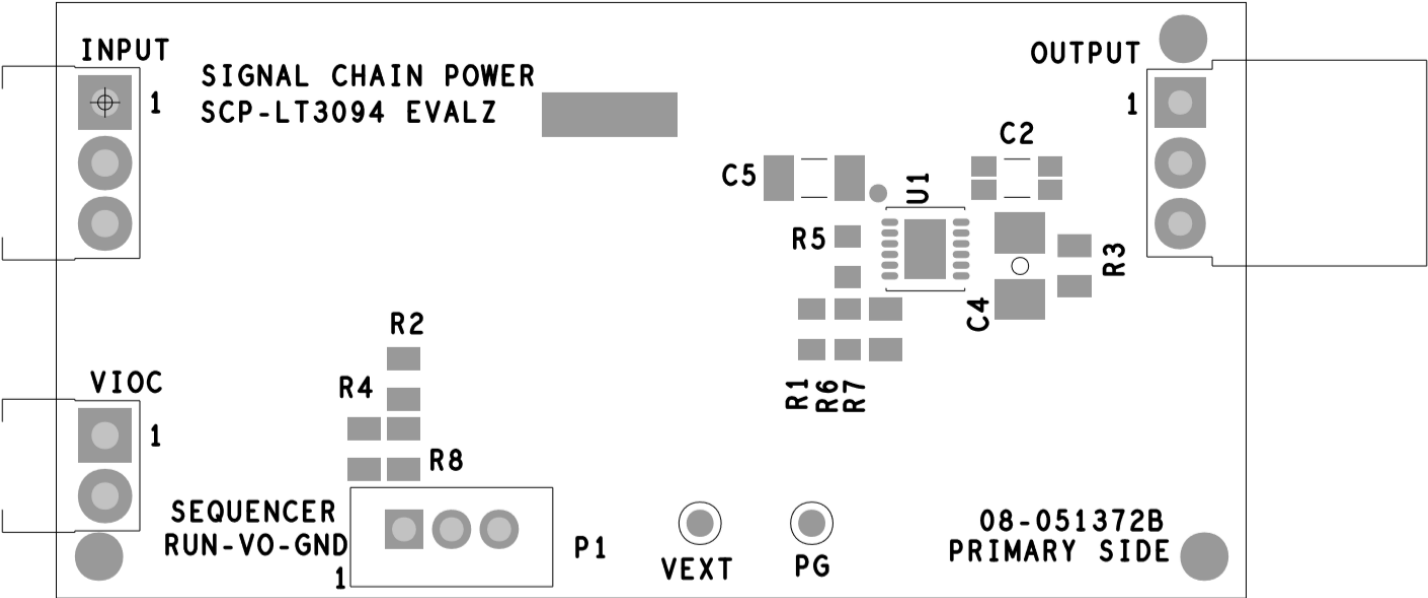 INPUT
SIGNAL CHAIN POWER
SCP-LT3094 EVALZ
1
OUTPUT
1
C2
C5
U1
R5
R3
C4
R2
R4
VIOC
1
R1
R6
R7
R8
SEQUENCER
RUN-VO-GND
1
P1
VEXT
PG
08-051372B
PRIMARY SIDE